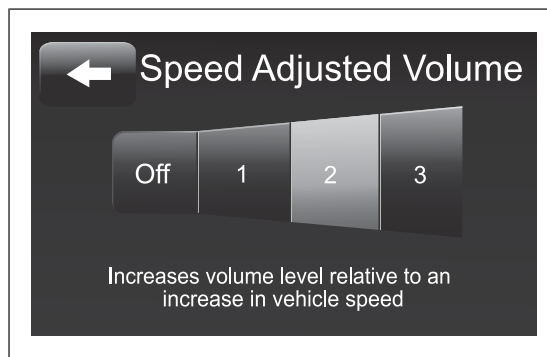 Speed Adjusted Volume
Off 1 2 3
Increases volume level relative to an
increase in vehicle speed